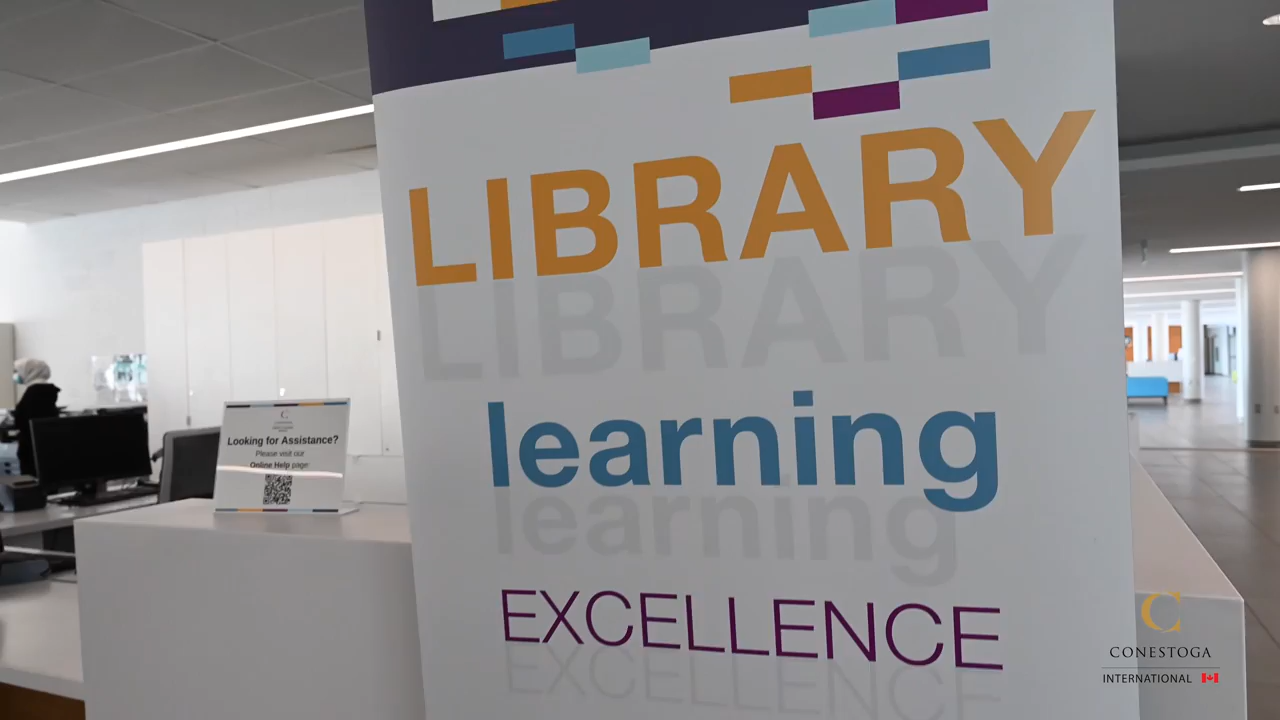 LIBRARY
learning
EXCELLENCE
C
Looking for Assistance?
Please visit our
Online Help page
C
CONESTOGA
INTERNATIONAL